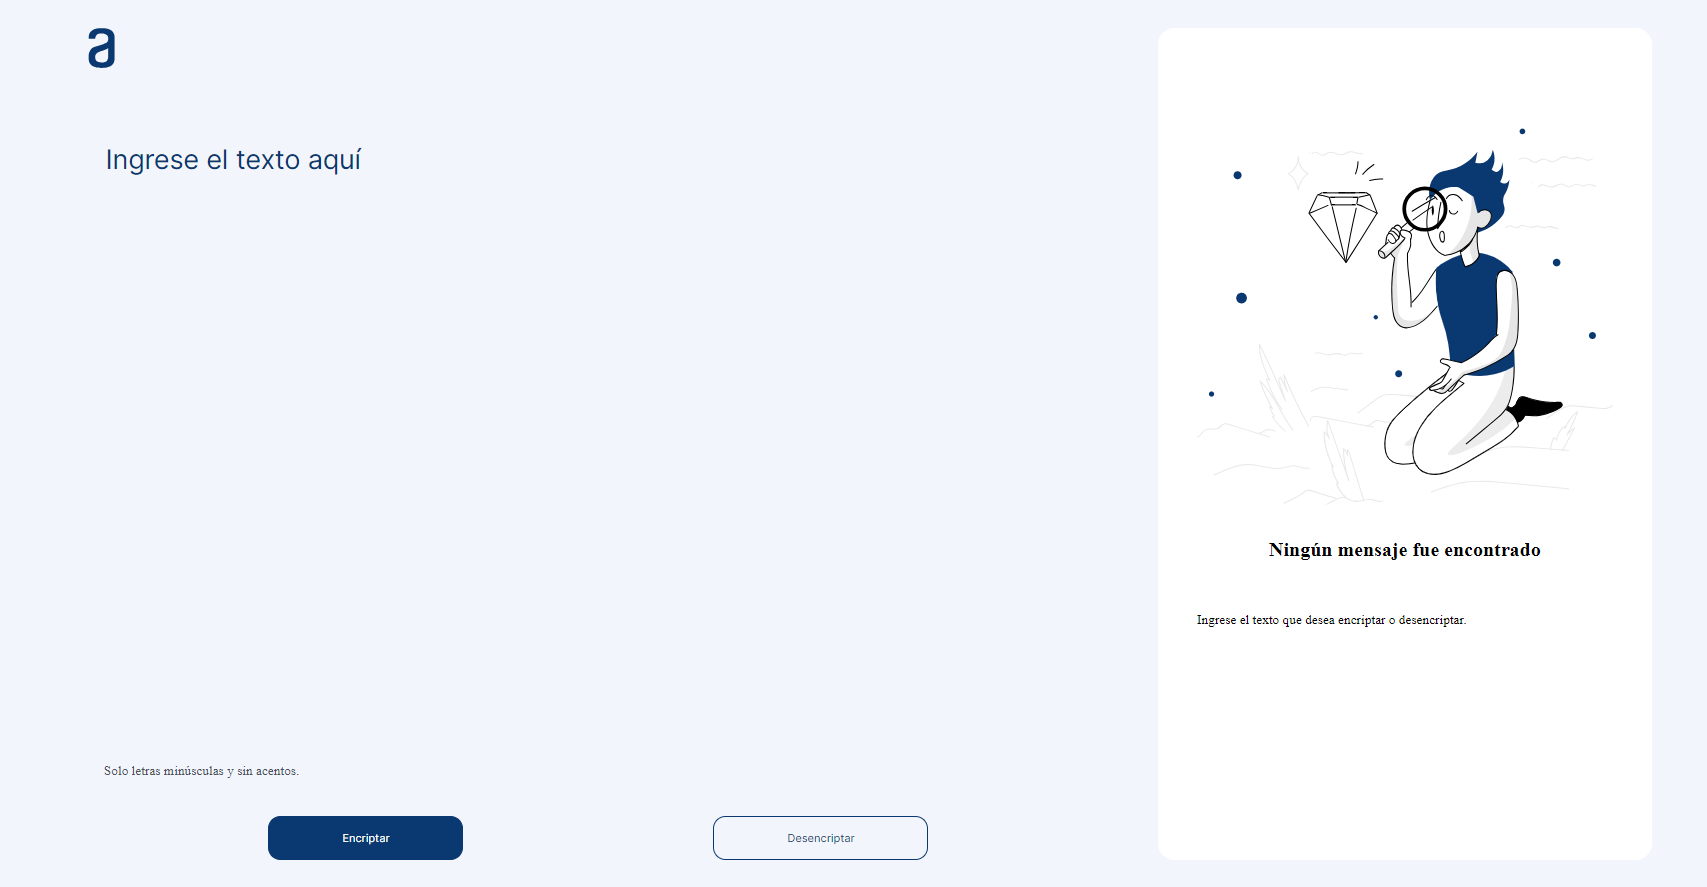 a
Ingrese el texto aquí
Solo letras minúsculas y sin acentos.
Encriptar
Desencriptar
Ningún mensaje fue encontrado
Ingrese el texto que desea encriptar o desencriptar.